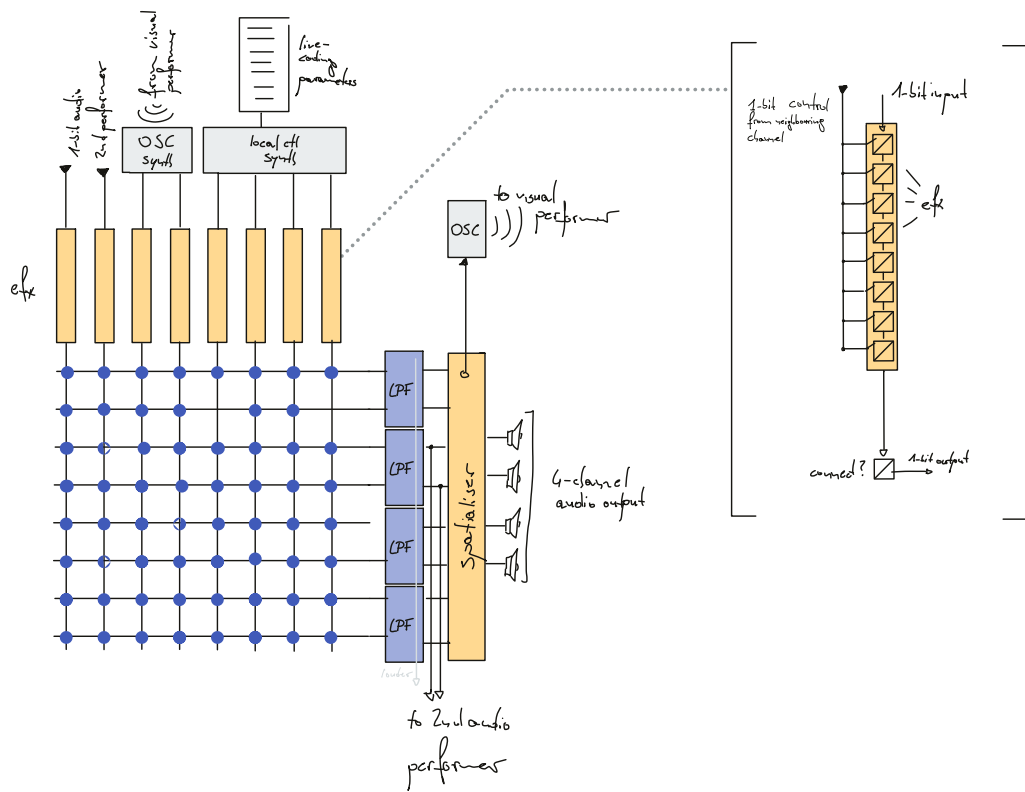 1-bit audio
2nd performer
from visual
performer
OSC
synth
live-
coding
parameters
local ctl
synth
efx
to visual
performer
OSC
LPF
LPF
LPF
LPF
spatialiser
4-channel
audio output
louder
to 2nd audio
performer
1-bit control
from neighbouring
channel
1-bit input
efx
conned?
1-bit output